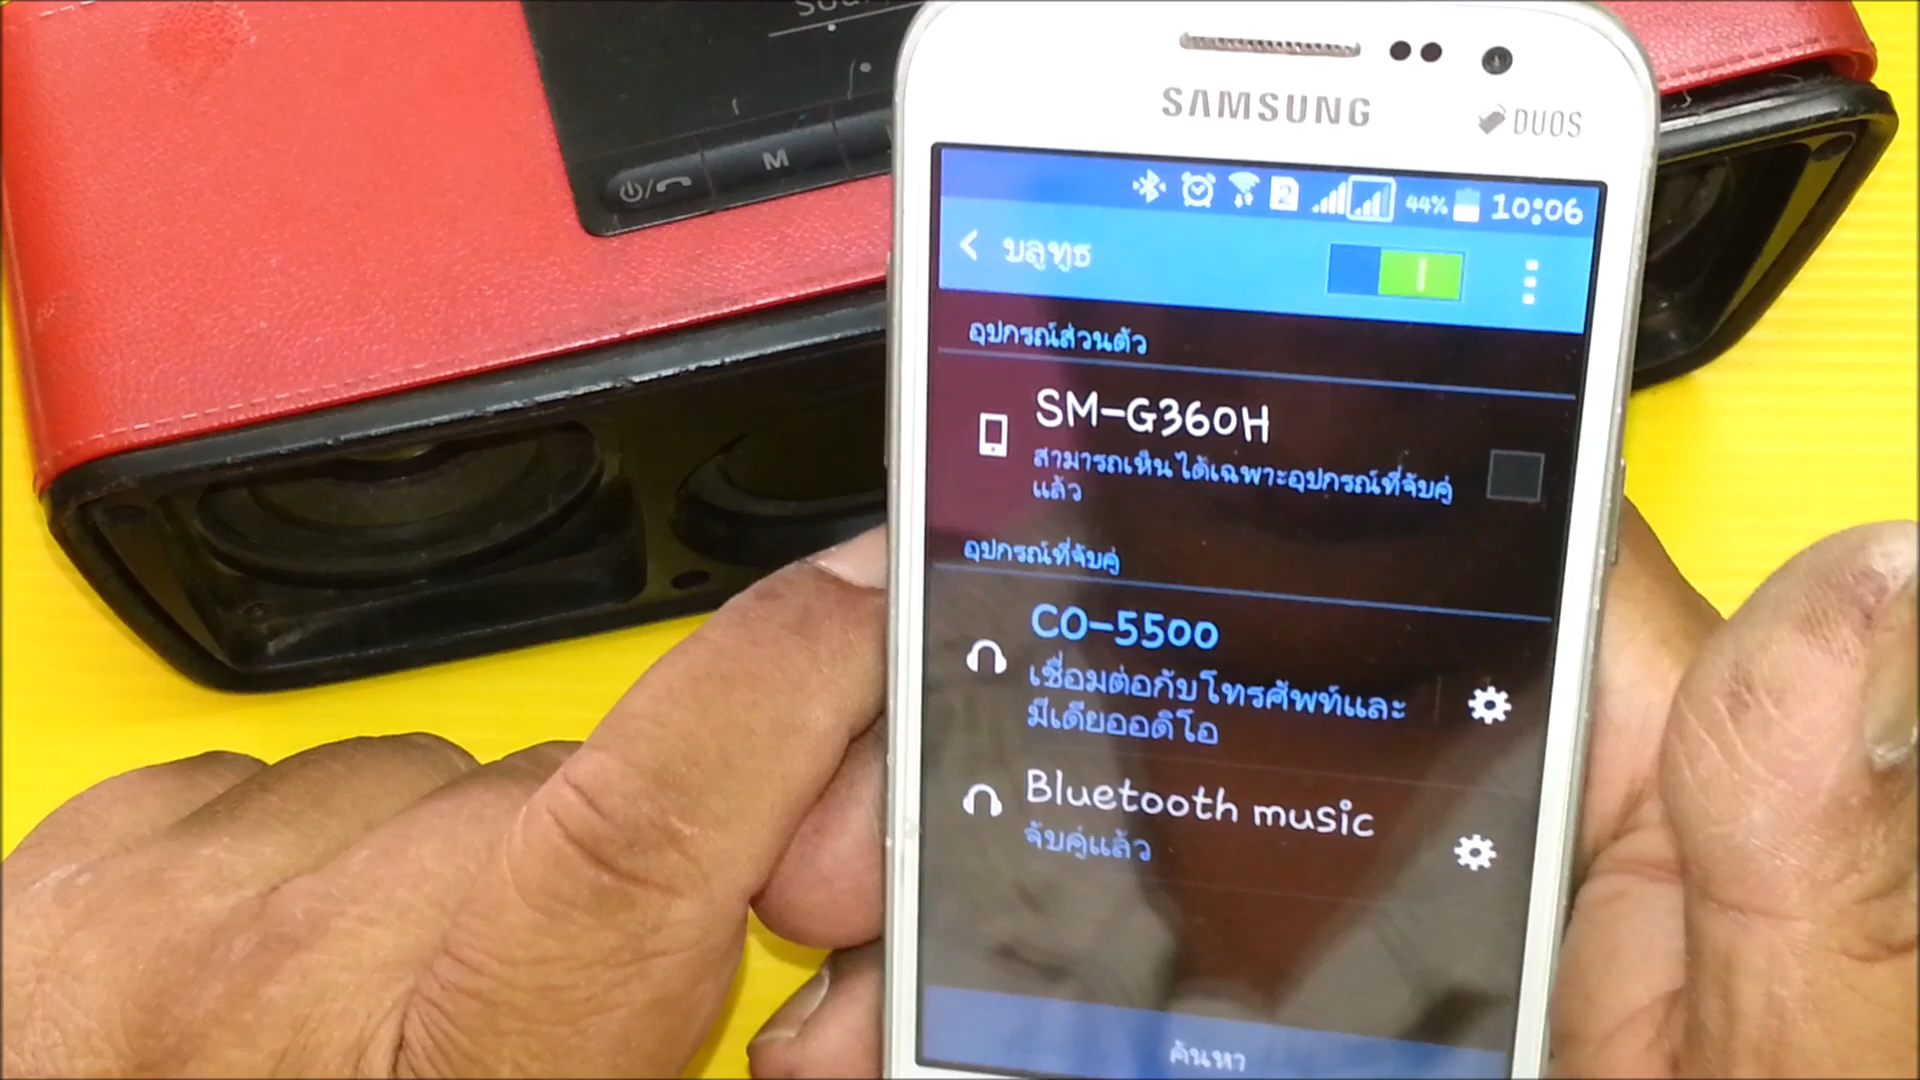 SAMSUNG
DUOS
2 44% 10:06
บลูทูธ
อุปกรณ์ส่วนตัว
SM-G360H
สามารถเห็นได้เฉพาะอุปกรณ์ที่จับคู่
แล้ว
อุปกรณ์ที่จับคู่
CO-5500
เชื่อมต่อกับโทรศัพท์และ
มีเดียออดิโอ
Bluetooth music
จับคู่แล้ว
ค้นหา
M